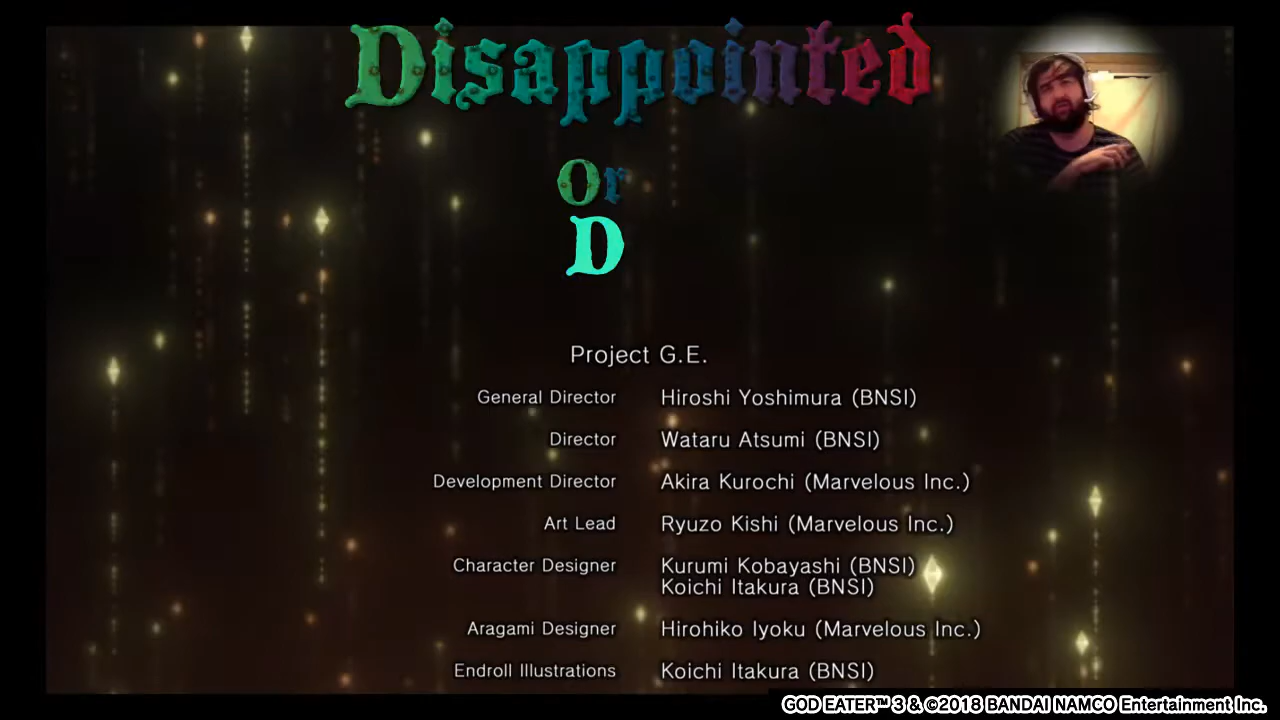 Disappointed
Or
D
Project G.E.
General Director Hiroshi Yoshimura (BNSI)
Director Wataru Atsumi (BNSI)
Development Director Akira Kurochi (Marvelous Inc.)
Art Lead Ryuzo Kishi (Marvelous Inc.)
Character Designer Kurumi Kobayashi (BNSI)
Koichi Itakura (BNSI)
Aragami Designer Hirohiko Iyoku (Marvelous Inc.)
Endroll Illustrations Koichi Itakura (BNSI)
GOD EATER™ 3 & ©2018 BANDAI NAMCO Entertainment Inc.